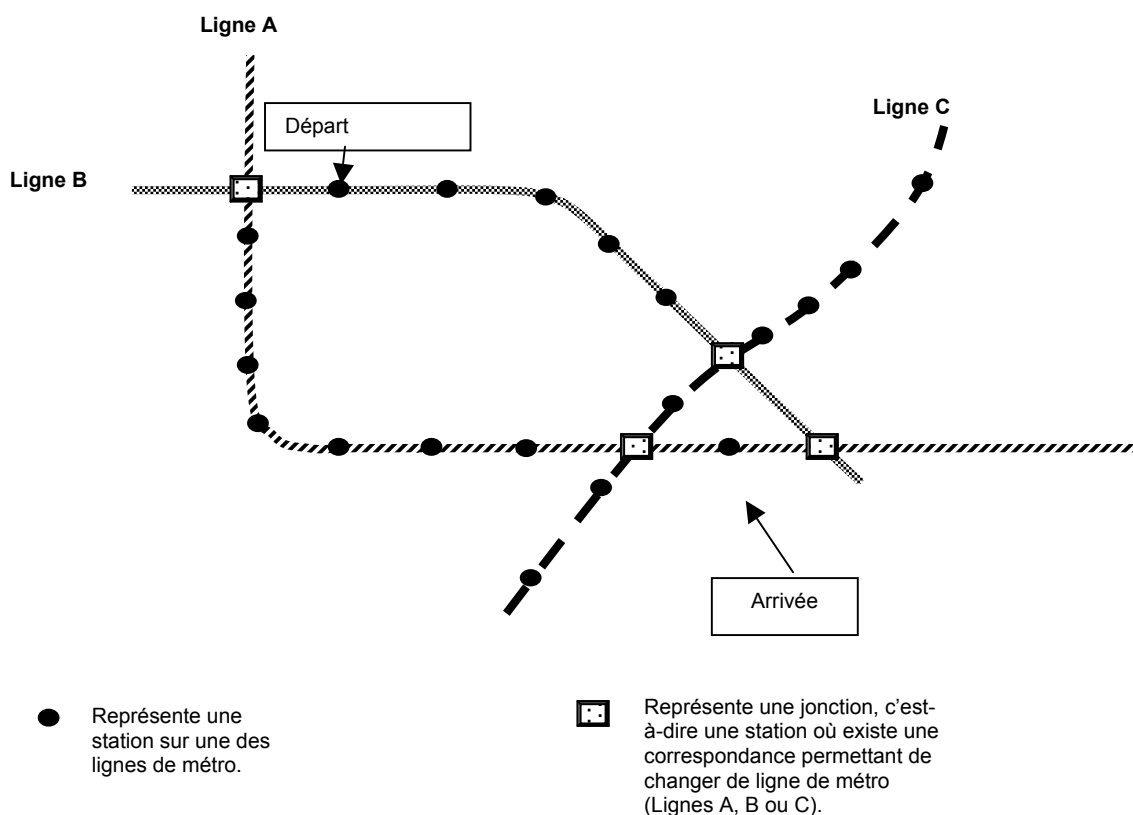 Ligne A
Départ
Ligne C
Ligne B
Arrivée
Représente une
station sur une des
lignes de métro.
Représente une jonction, c'est-
à-dire une station où existe une
correspondance permettant de
changer de ligne de métro
(Lignes A, B ou C).